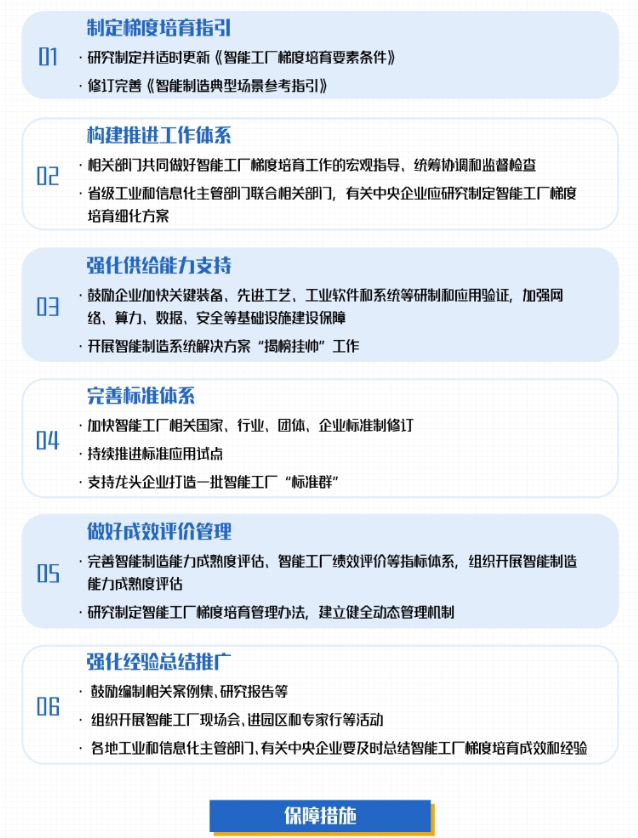 01
制定梯度培育指引
· 研究制定并适时更新《智能工厂梯度培育要素条件》
· 修订完善《智能制造典型场景参考指引》
02
构建推进工作体系
· 相关部门共同做好智能工厂梯度培育工作的宏观指导、统筹协调和监督检查
· 省级工业和信息化主管部门联合相关部门，有关中央企业应研究制定智能工厂梯度
培育细化方案
03
强化供给能力支持
· 鼓励企业加快关键装备、先进工艺、工业软件和系统等研制和应用验证，加强网
络、算力、数据、安全等基础设施建设保障
· 开展智能制造系统解决方案“揭榜挂帅”工作
04
完善标准体系
· 加快智能工厂相关国家、行业、团体、企业标准制修订
· 持续推进标准应用试点
· 支持龙头企业打造一批智能工厂“标准群”
05
做好成效评价管理
· 完善智能制造能力成熟度评估、智能工厂绩效评价等指标体系，组织开展智能制造
能力成熟度评估
· 研究制定智能工厂梯度培育管理办法，建立健全动态管理机制
06
强化经验总结推广
· 鼓励编制相关案例集、研究报告等
· 组织开展智能工厂现场会、进园区和专家行等活动
· 各地工业和信息化主管部门、有关中央企业要及时总结智能工厂梯度培育成效和经验
保障措施